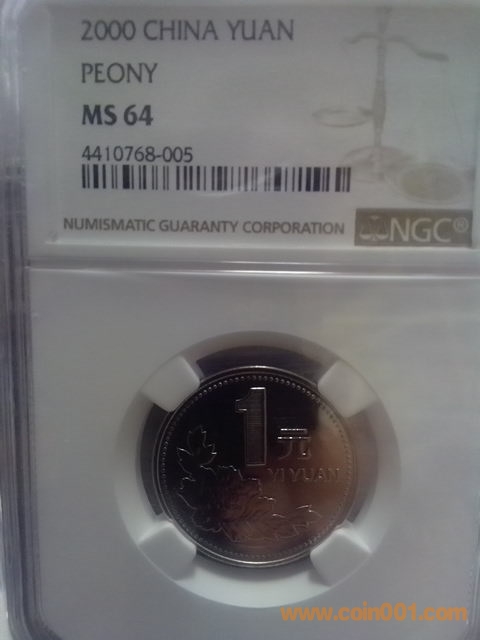 2000 CHINA YUAN
PEONY
MS 64
4410768-005
NUMISMATIC GUARANTY CORPORATION
NGC®
1元
YI YUAN
www.coin001.com